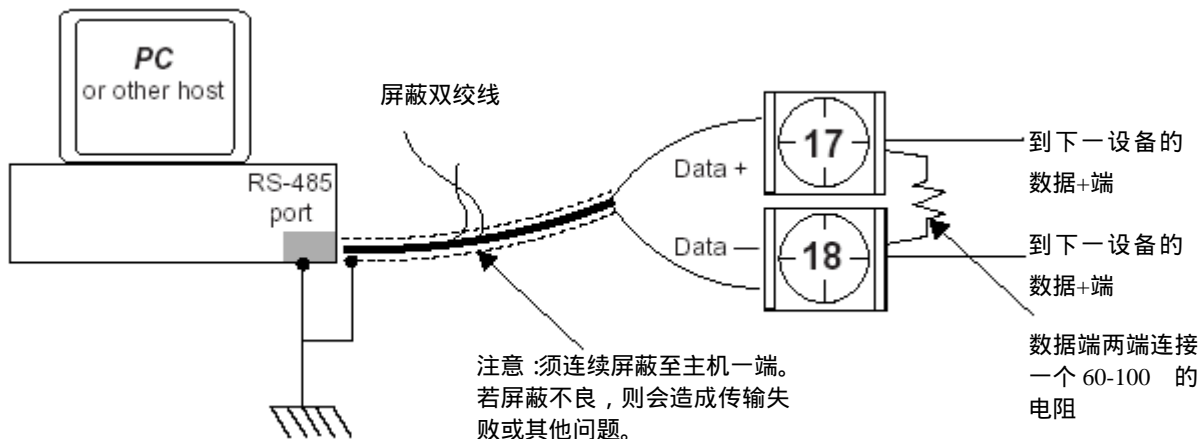 PC
or other host
RS-485
port
屏蔽双绞线
Data +
Data —
17
18
到下一设备的
数据+端
到下一设备的
数据+端
注意 :须连续屏蔽至主机一端。
若屏蔽不良，则会造成传输失
败或其他问题。
数据端两端连接
一个 60-100 的
电阻